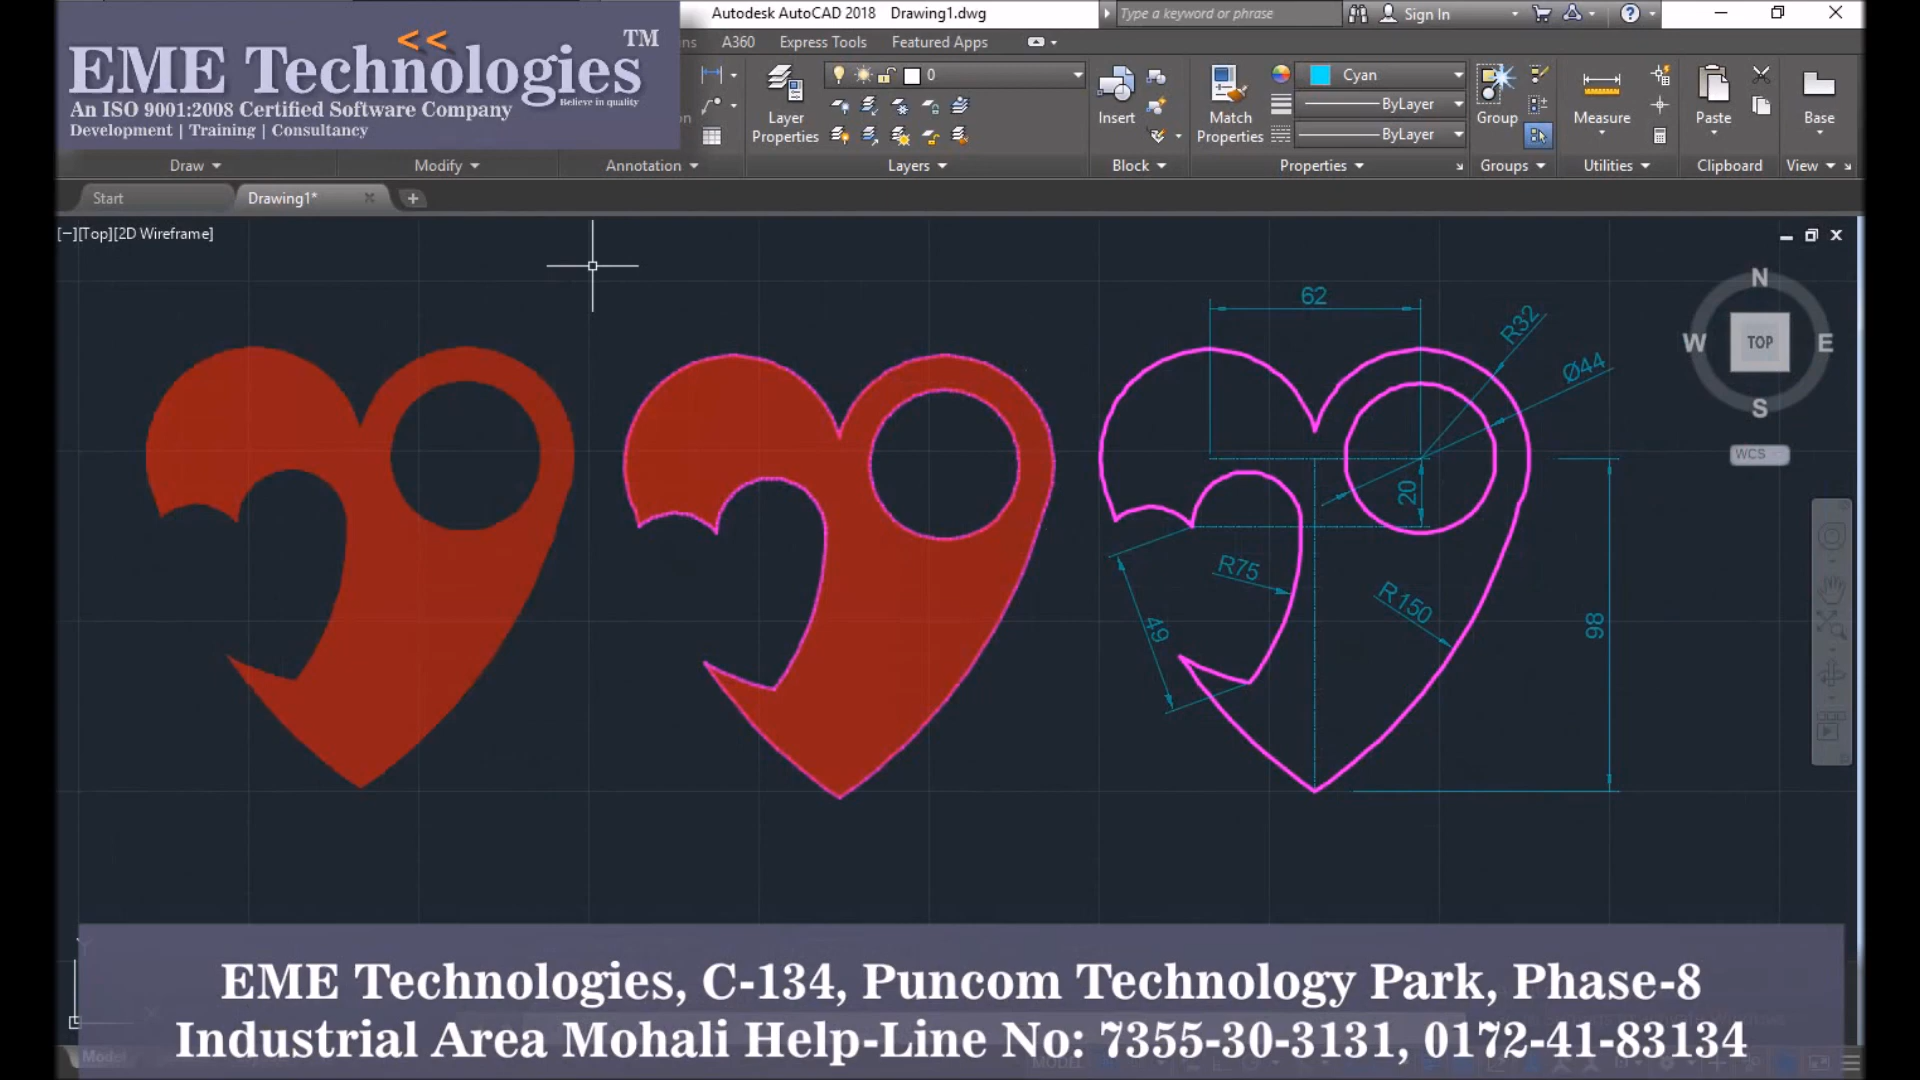 EME Technologies TM
<<
An ISO 9001:2008 Certified Software Company
Believe in quality
Development | Training | Consultancy
Autodesk AutoCAD 2018 Drawing1.dwg
Type a keyword or phrase
Sign In
A360 Express Tools Featured Apps
0
Cyan
ByLayer
ByLayer
Layer Properties
Insert
Match Properties
Group
Measure
Paste
Base
Draw Modify Annotation Layers Block Properties Groups Utilities Clipboard View
Start Drawing1*
[−][Top][2D Wireframe]
N
W TOP E
S
WCS
62
R32
Ø44
20
R75
R150
49
98
EME Technologies, C-134, Puncom Technology Park, Phase-8
Industrial Area Mohali Help-Line No: 7355-30-3131, 0172-41-83134
Model
MODEL